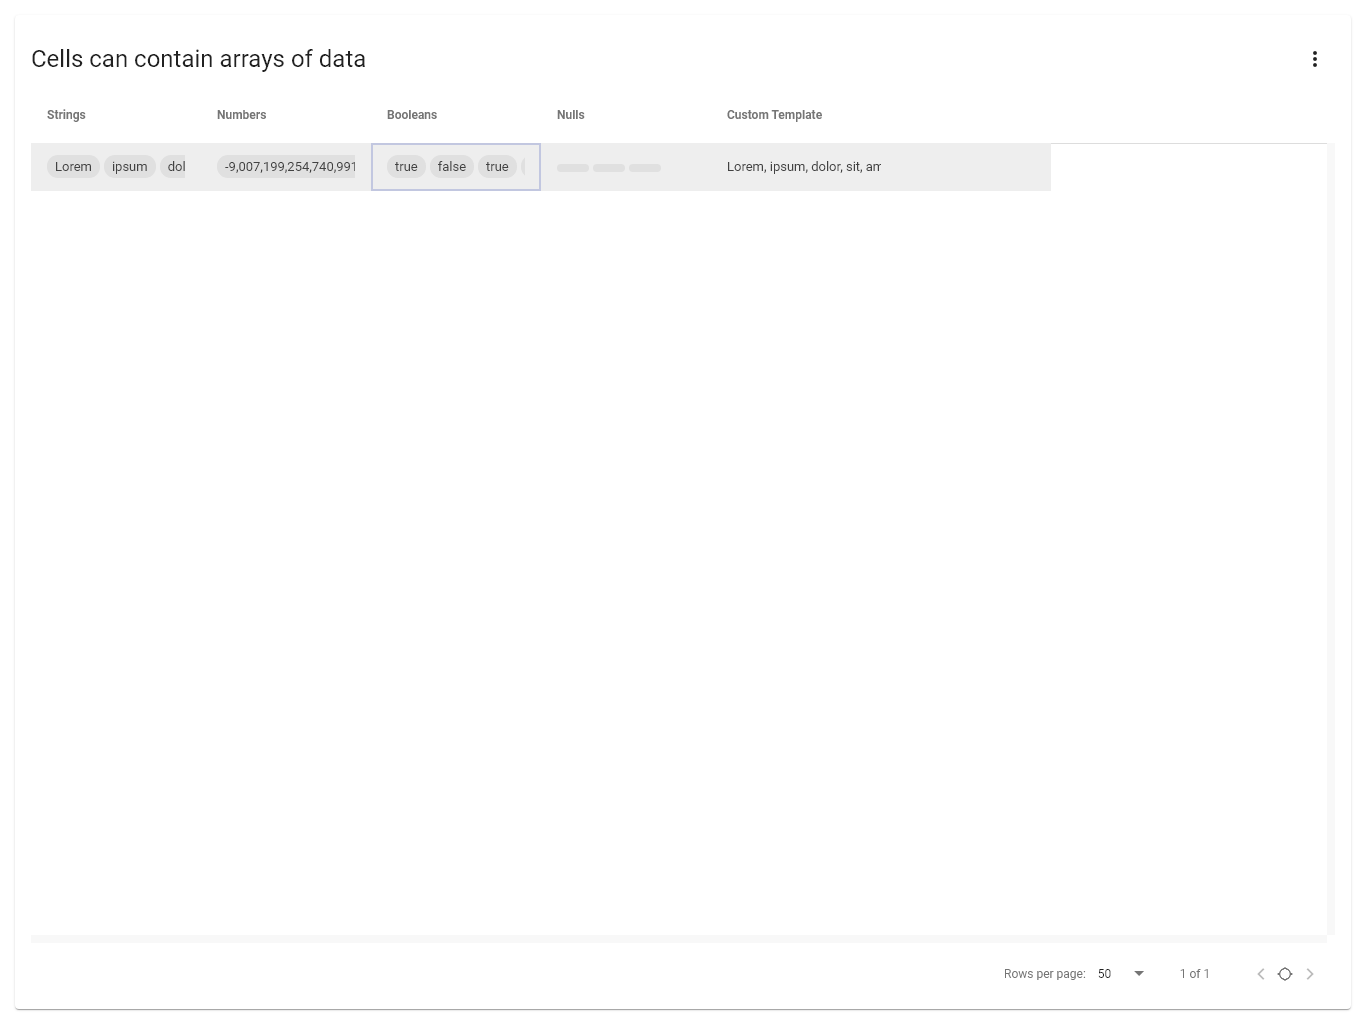 Cells can contain arrays of data
Strings Numbers Booleans Nulls Custom Template
Lorem ipsum dol -9,007,199,254,740,991 true false true Lorem, ipsum, dolor, sit, am
Rows per page: 50 1 of 1